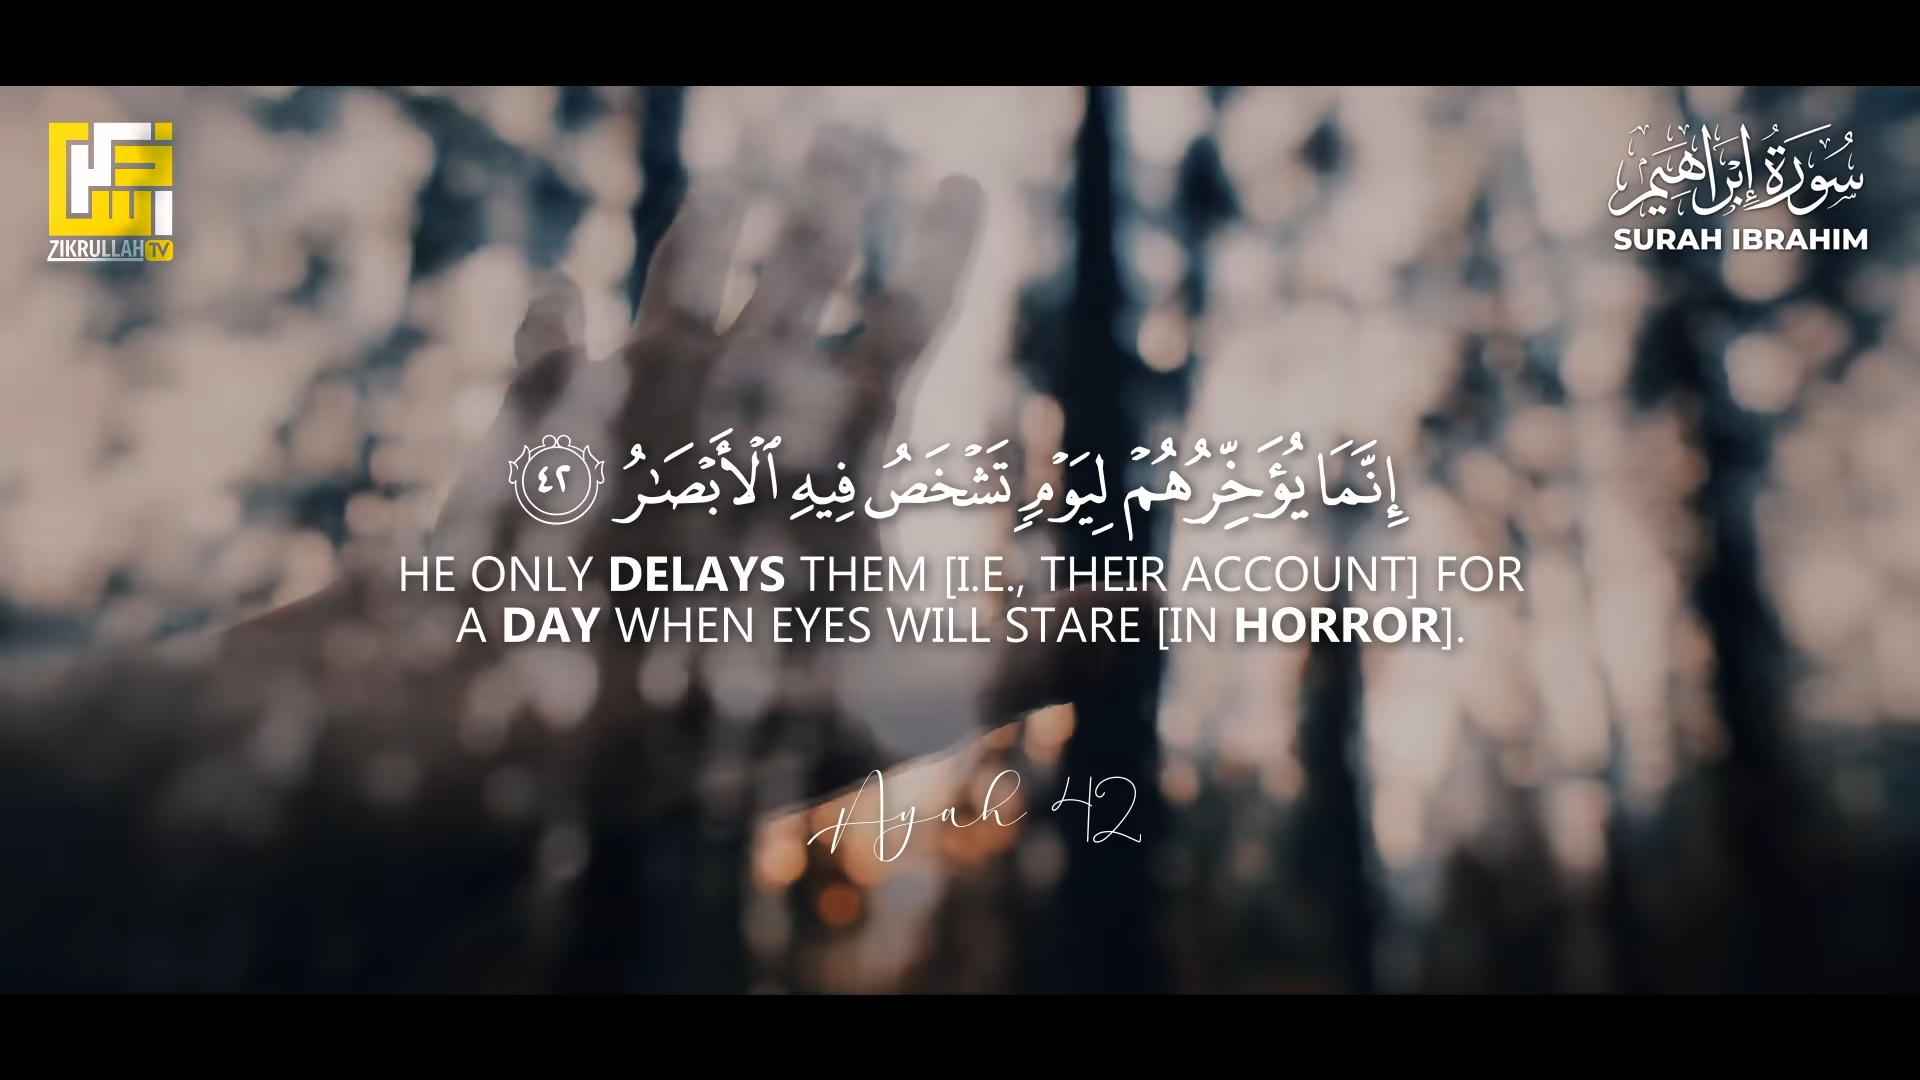 ZIKRULLAH TV
سُورَةُ إِبْرَاهِيم
SURAH IBRAHIM
إِنَّمَا يُؤَخِّرُهُمْ لِيَوْمٍ تَشْخَصُ فِيهِ ٱلْأَبْصَـٰرُ ٤٢
HE ONLY DELAYS THEM [I.E., THEIR ACCOUNT] FOR
A DAY WHEN EYES WILL STARE [IN HORROR].
Ayah 42